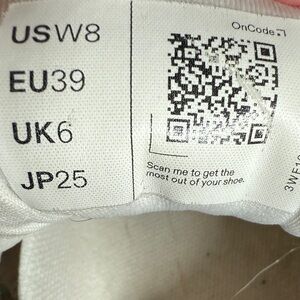 USW8
EU39
UK6
JP25
OnCode
Scan me to get the
most out of your shoe.